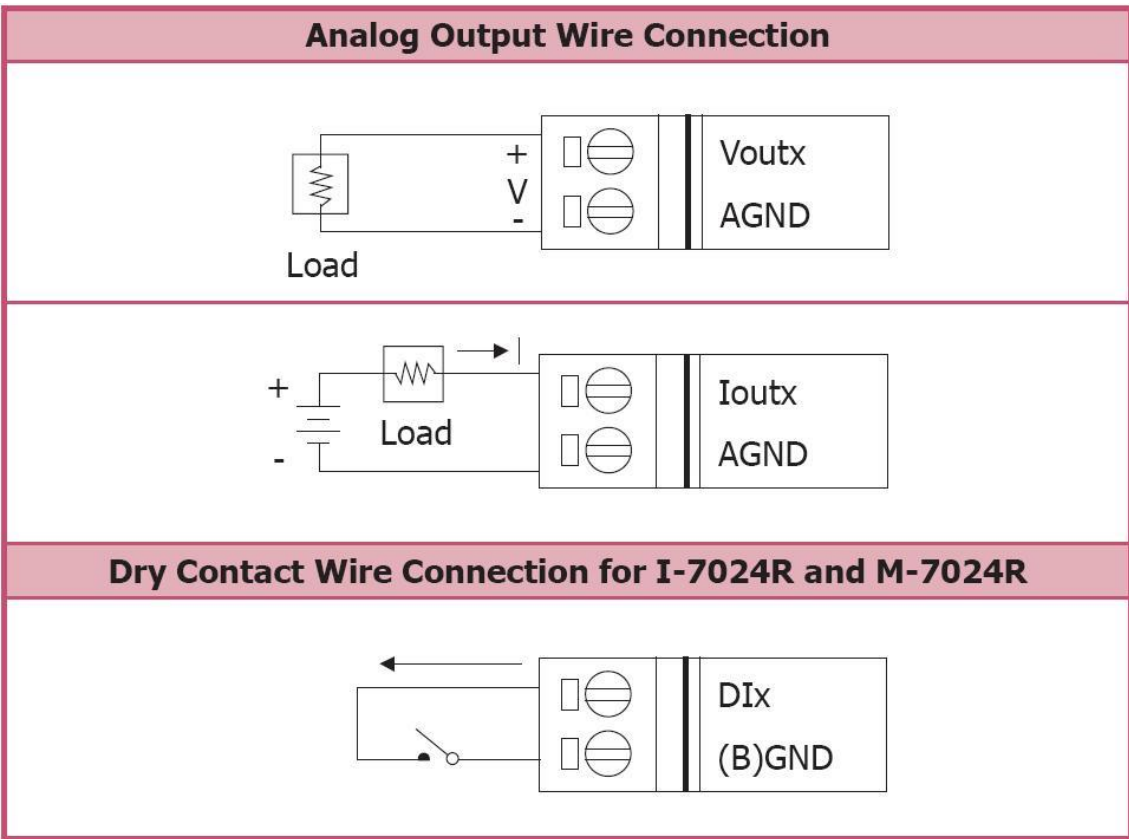 Analog Output Wire Connection
+
V
-
Voutx
AGND
Load
+
-
Load
I
Ioutx
AGND
Dry Contact Wire Connection for I-7024R and M-7024R
DIx
(B)GND